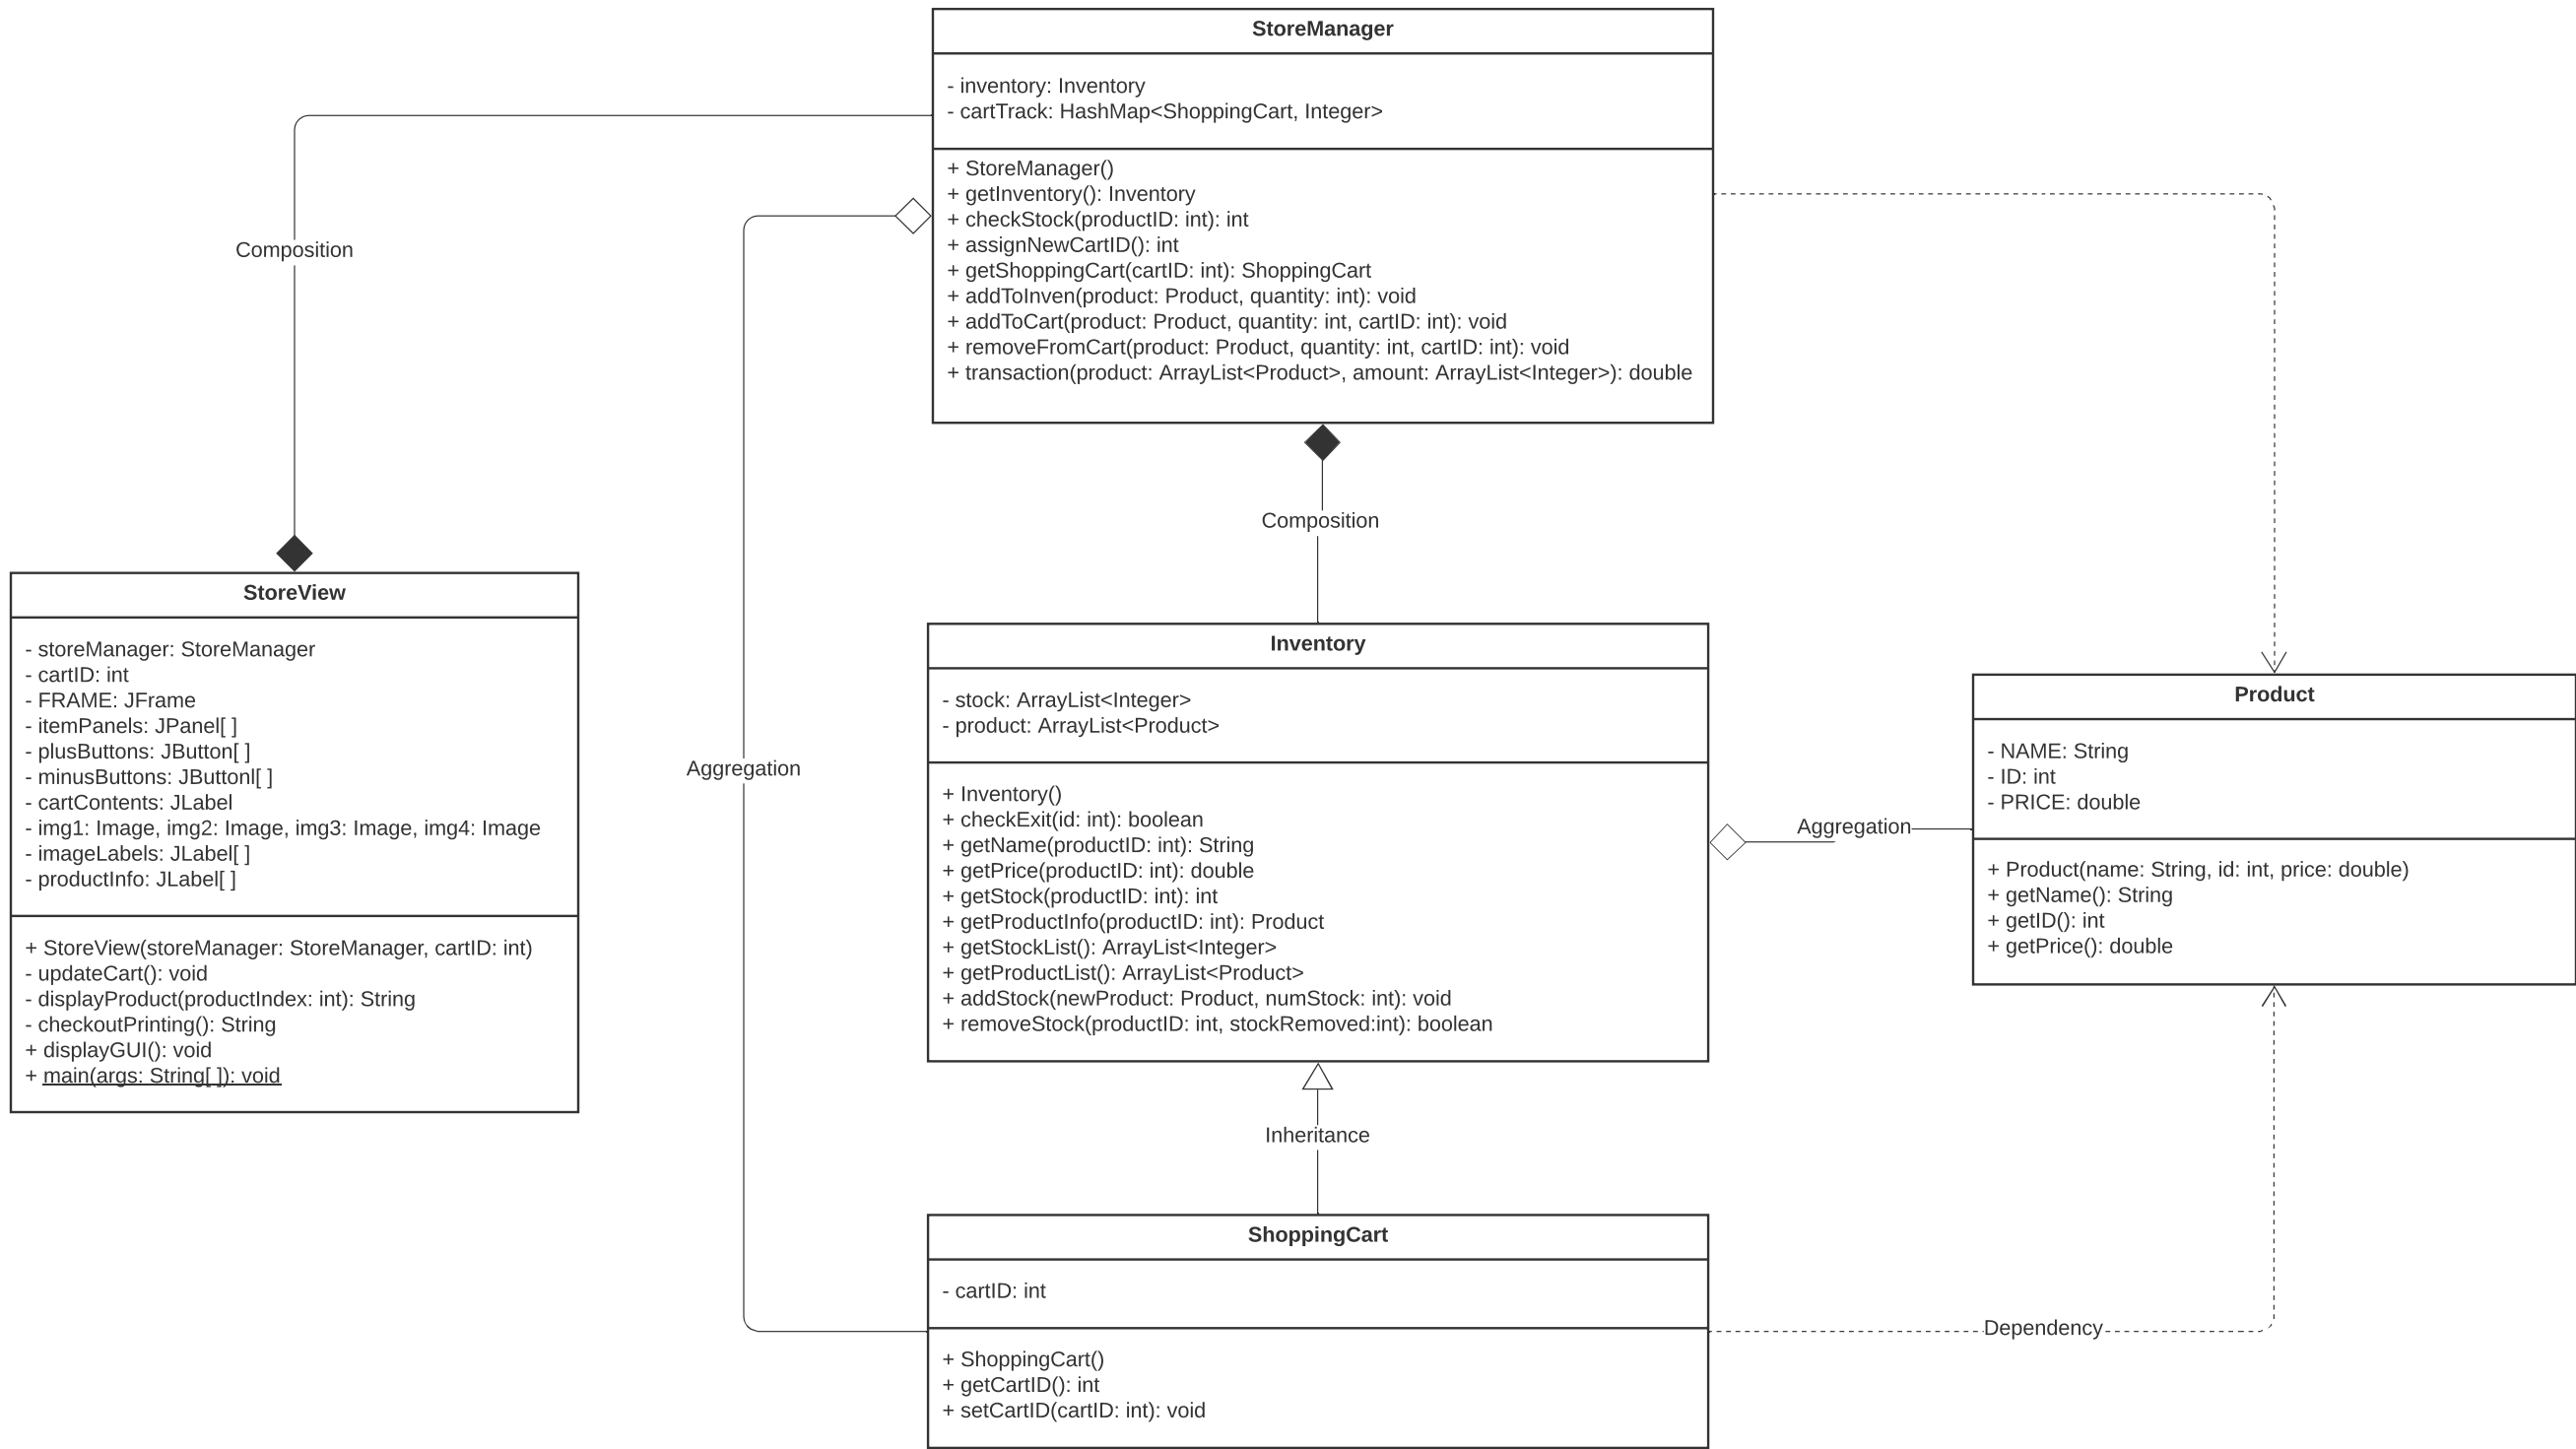 StoreManager
- inventory: Inventory
- cartTrack: HashMap<ShoppingCart, Integer>
+ StoreManager()
+ getInventory(): Inventory
+ checkStock(productID: int): int
+ assignNewCartID(): int
+ getShoppingCart(cartID: int): ShoppingCart
+ addToInven(product: Product, quantity: int): void
+ addToCart(product: Product, quantity: int, cartID: int): void
+ removeFromCart(product: Product, quantity: int, cartID: int): void
+ transaction(product: ArrayList<Product>, amount: ArrayList<Integer>): double
Composition
Composition
StoreView
- storeManager: StoreManager
- cartID: int
- FRAME: JFrame
- itemPanels: JPanel[ ]
- plusButtons: JButton[ ]
- minusButtons: JButtonl[ ]
- cartContents: JLabel
- img1: Image, img2: Image, img3: Image, img4: Image
- imageLabels: JLabel[ ]
- productInfo: JLabel[ ]
+ StoreView(storeManager: StoreManager, cartID: int)
- updateCart(): void
- displayProduct(productIndex: int): String
- checkoutPrinting(): String
+ displayGUI(): void
+ main(args: String[ ]): void
Aggregation
Inventory
- stock: ArrayList<Integer>
- product: ArrayList<Product>
+ Inventory()
+ checkExit(id: int): boolean
+ getName(productID: int): String
+ getPrice(productID: int): double
+ getStock(productID: int): int
+ getProductInfo(productID: int): Product
+ getStockList(): ArrayList<Integer>
+ getProductList(): ArrayList<Product>
+ addStock(newProduct: Product, numStock: int): void
+ removeStock(productID: int, stockRemoved:int): boolean
Aggregation
Product
- NAME: String
- ID: int
- PRICE: double
+ Product(name: String, id: int, price: double)
+ getName(): String
+ getID(): int
+ getPrice(): double
Inheritance
ShoppingCart
- cartID: int
+ ShoppingCart()
+ getCartID(): int
+ setCartID(cartID: int): void
Dependency